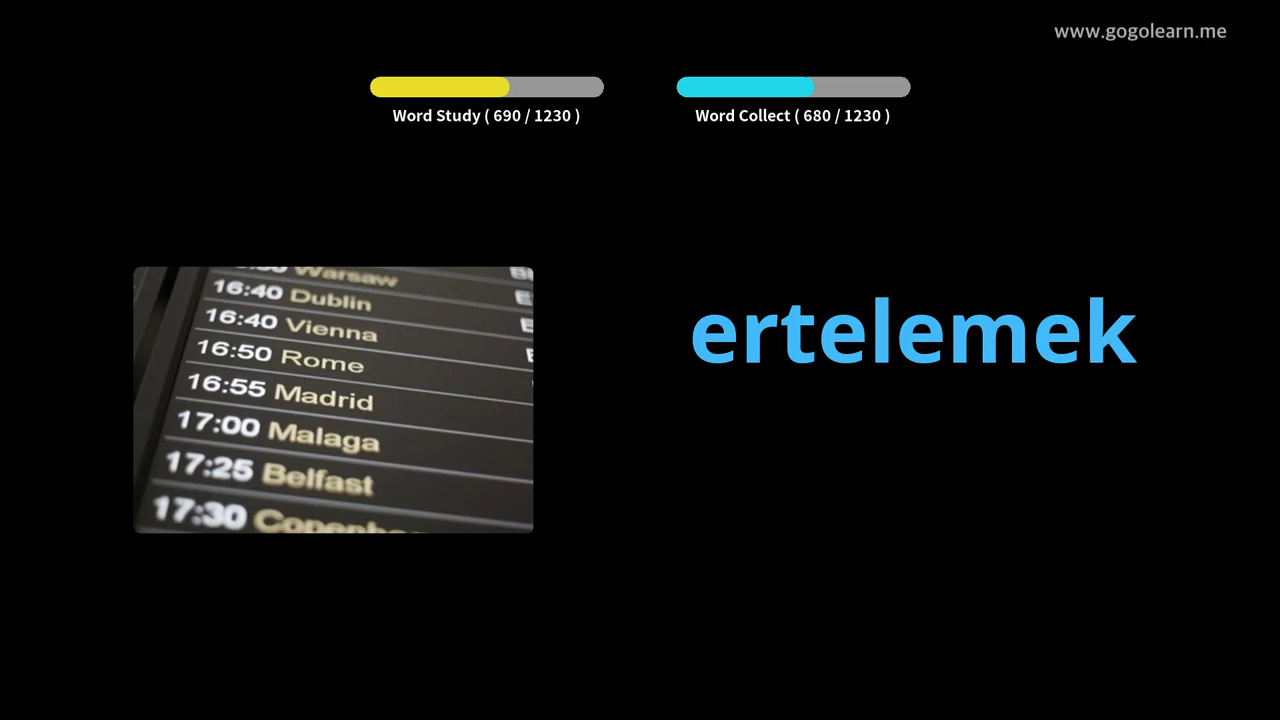 www.gogolearn.me
Word Study ( 690 / 1230 )
Word Collect ( 680 / 1230 )
Warsaw
16:40 Dublin
16:40 Vienna
16:50 Rome
16:55 Madrid
17:00 Malaga
17:25 Belfast
17:30
ertelemek